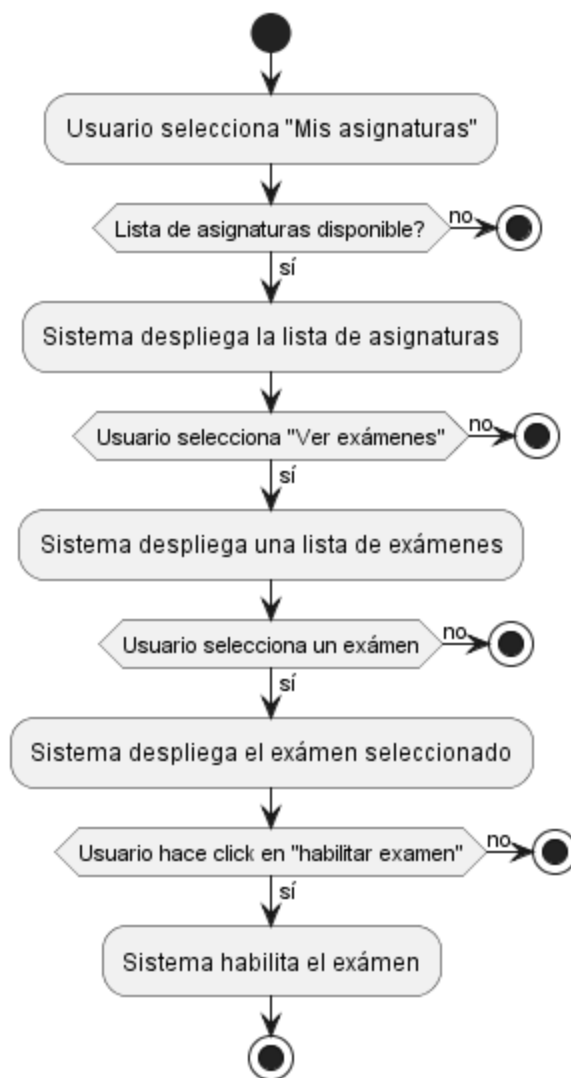 Usuario selecciona "Mis asignaturas"
Lista de asignaturas disponible?
no
sí
Sistema despliega la lista de asignaturas
Usuario selecciona "Ver exámenes"
no
sí
Sistema despliega una lista de exámenes
Usuario selecciona un exámen
no
sí
Sistema despliega el exámen seleccionado
Usuario hace click en "habilitar examen"
no
sí
Sistema habilita el exámen